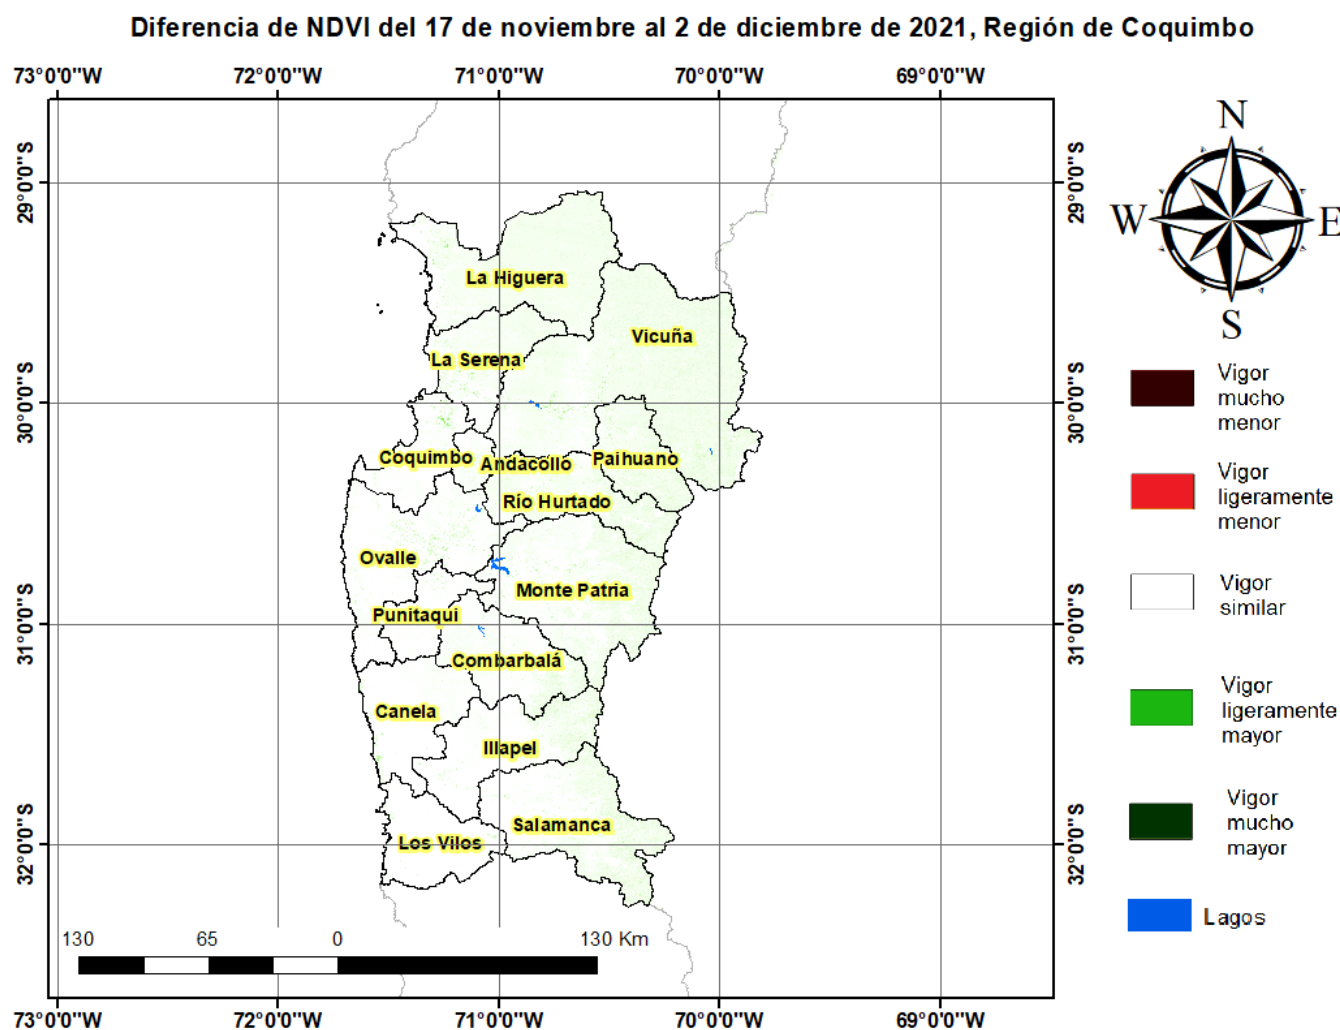 Diferencia de NDVI del 17 de noviembre al 2 de diciembre de 2021, Región de Coquimbo
73°0'0"W 72°0'0"W 71°0'0"W 70°0'0"W 69°0'0"W
29°0'0"S 29°0'0"S
30°0'0"S 30°0'0"S
31°0'0"S 31°0'0"S
32°0'0"S 32°0'0"S
La Higuera
Vicuña
La Serena
Coquimbo
Andacollo
Paihuano
Río Hurtado
Ovalle
Monte Patria
Punitaqui
Combarbalá
Canela
Illapel
Salamanca
Los Vilos
130 65 0 130 Km
73°0'0"W 72°0'0"W 71°0'0"W 70°0'0"W 69°0'0"W
N
W E
S
Vigor
mucho
menor
Vigor
ligeramente
menor
Vigor
similar
Vigor
ligeramente
mayor
Vigor
mucho
mayor
Lagos